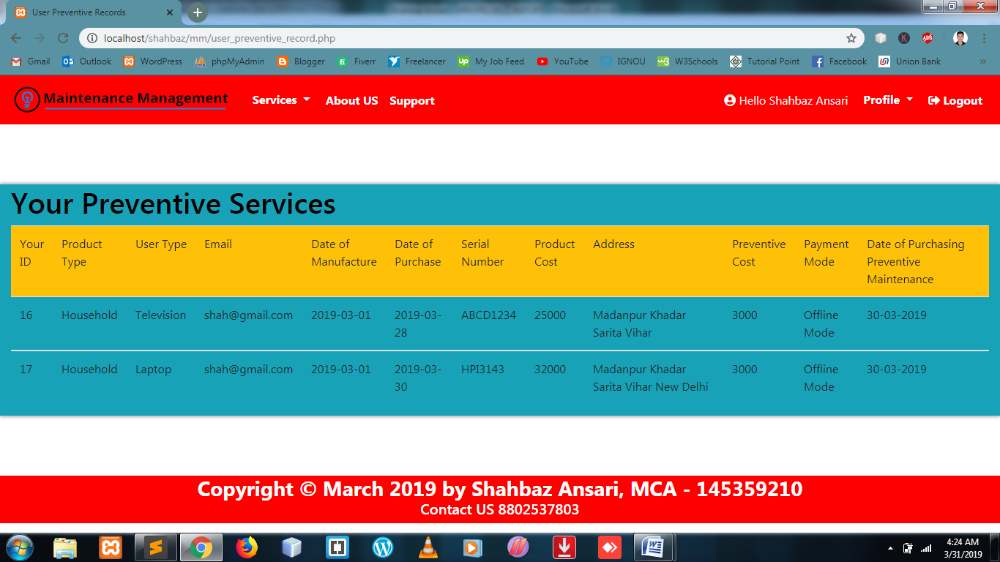 User Preventive Records
localhost/shahbaz/mm/user_preventive_record.php
Gmail Outlook WordPress phpMyAdmin Blogger Fiverr Freelancer My Job Feed YouTube IGNOU W3Schools Tutorial Point Facebook Union Bank
Maintenance Management Services About US Support Hello Shahbaz Ansari Profile Logout
Your Preventive Services
Your Product User Type Email Date of Date of Serial Product Address Preventive Payment Date of Purchasing
ID Type Manufacture Purchase Number Cost Cost Mode Preventive
Maintenance
16 Household Television shah@gmail.com 2019-03-01 2019-03- ABCD1234 25000 Madanpur Khadar 3000 Offline 30-03-2019
28 Sarita Vihar Mode
17 Household Laptop shah@gmail.com 2019-03-01 2019-03- HPI3143 32000 Madanpur Khadar 3000 Offline 30-03-2019
30 Sarita Vihar New Delhi Mode
Copyright © March 2019 by Shahbaz Ansari, MCA - 145359210
Contact US 8802537803
4:24 AM
3/31/2019